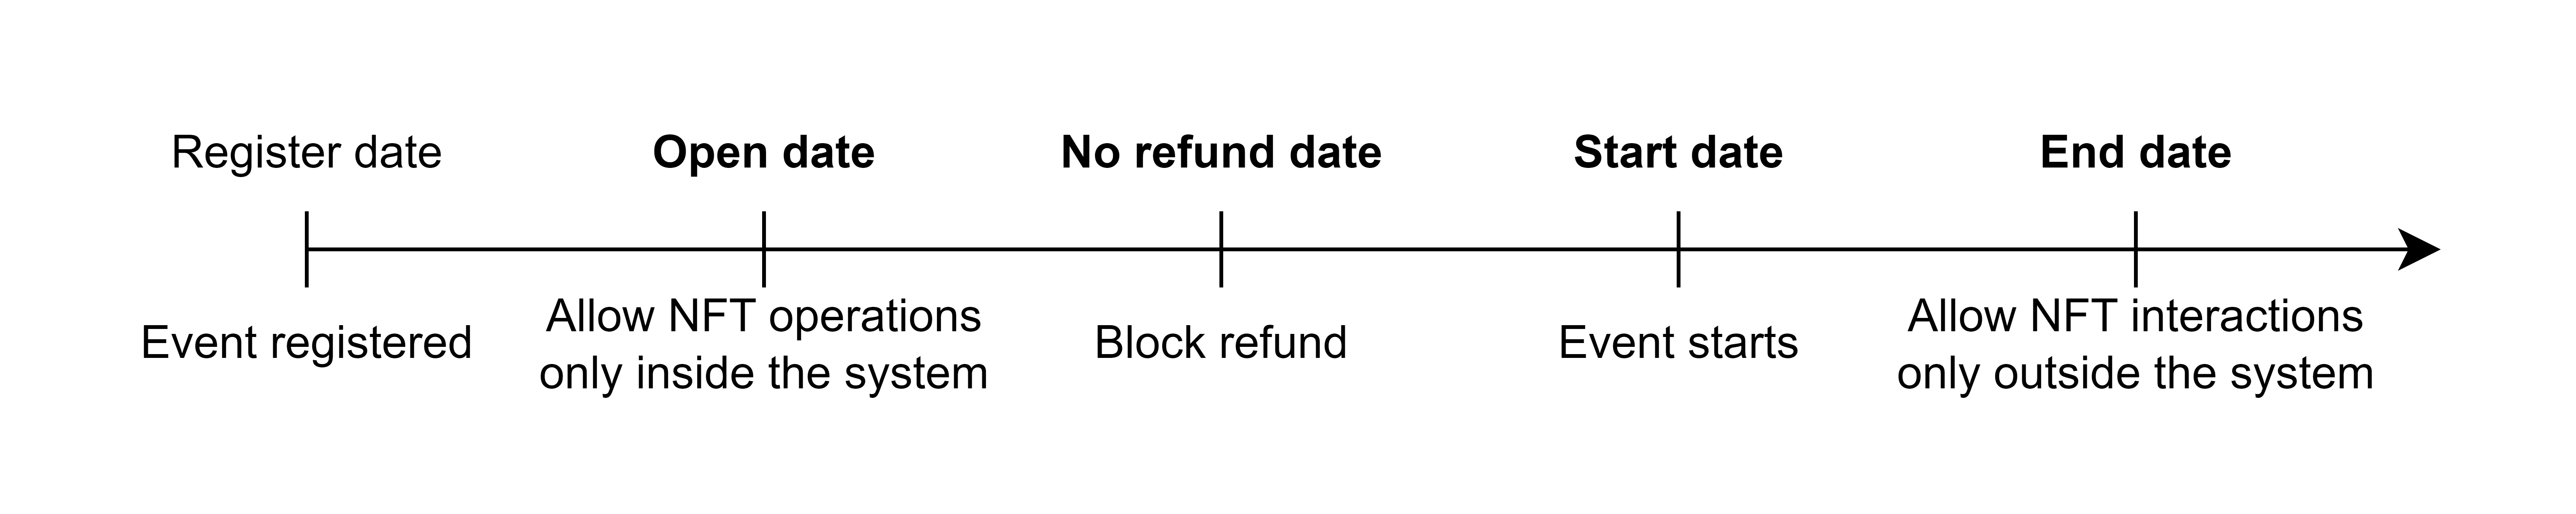 Register date
Open date
No refund date
Start date
End date
Event registered
Allow NFT operations
only inside the system
Block refund
Event starts
Allow NFT interactions
only outside the system